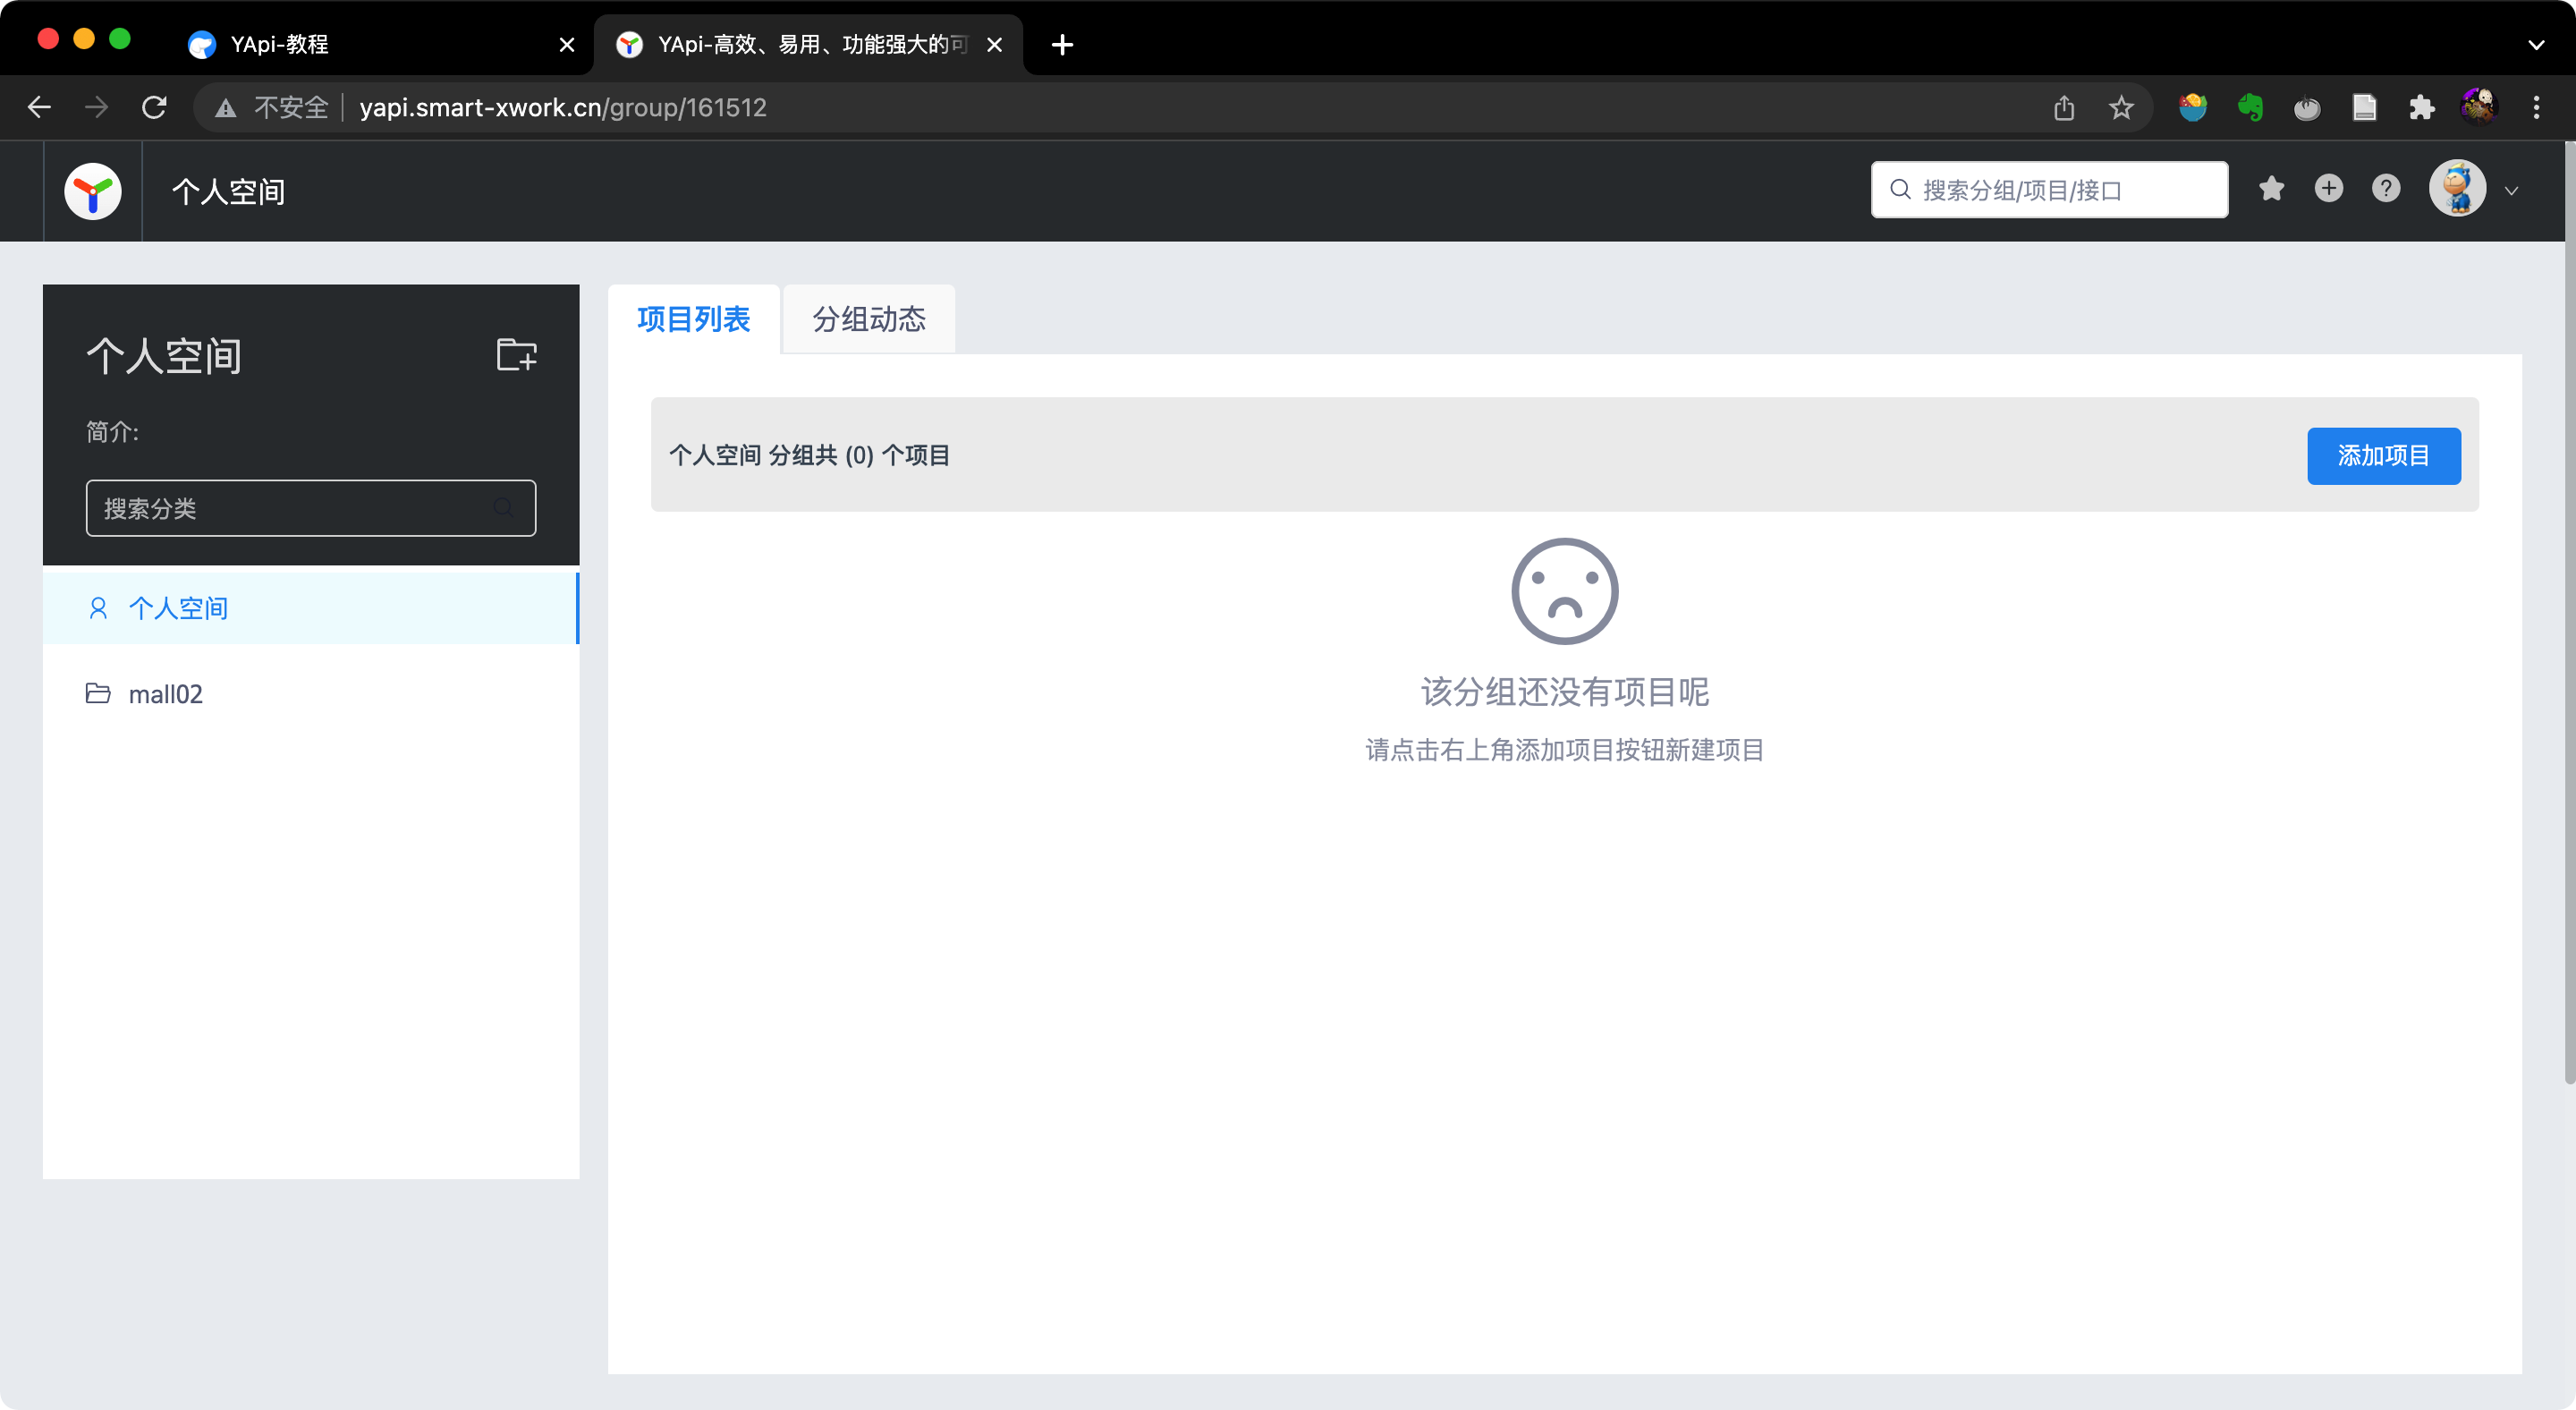 YApi-教程
YApi-高效、易用、功能强大的可
不安全
yapi.smart-xwork.cn/group/161512
个人空间
搜索分组/项目/接口
个人空间
简介:
搜索分类
个人空间
mall02
项目列表
分组动态
个人空间 分组共 (0) 个项目
添加项目
该分组还没有项目呢
请点击右上角添加项目按钮新建项目